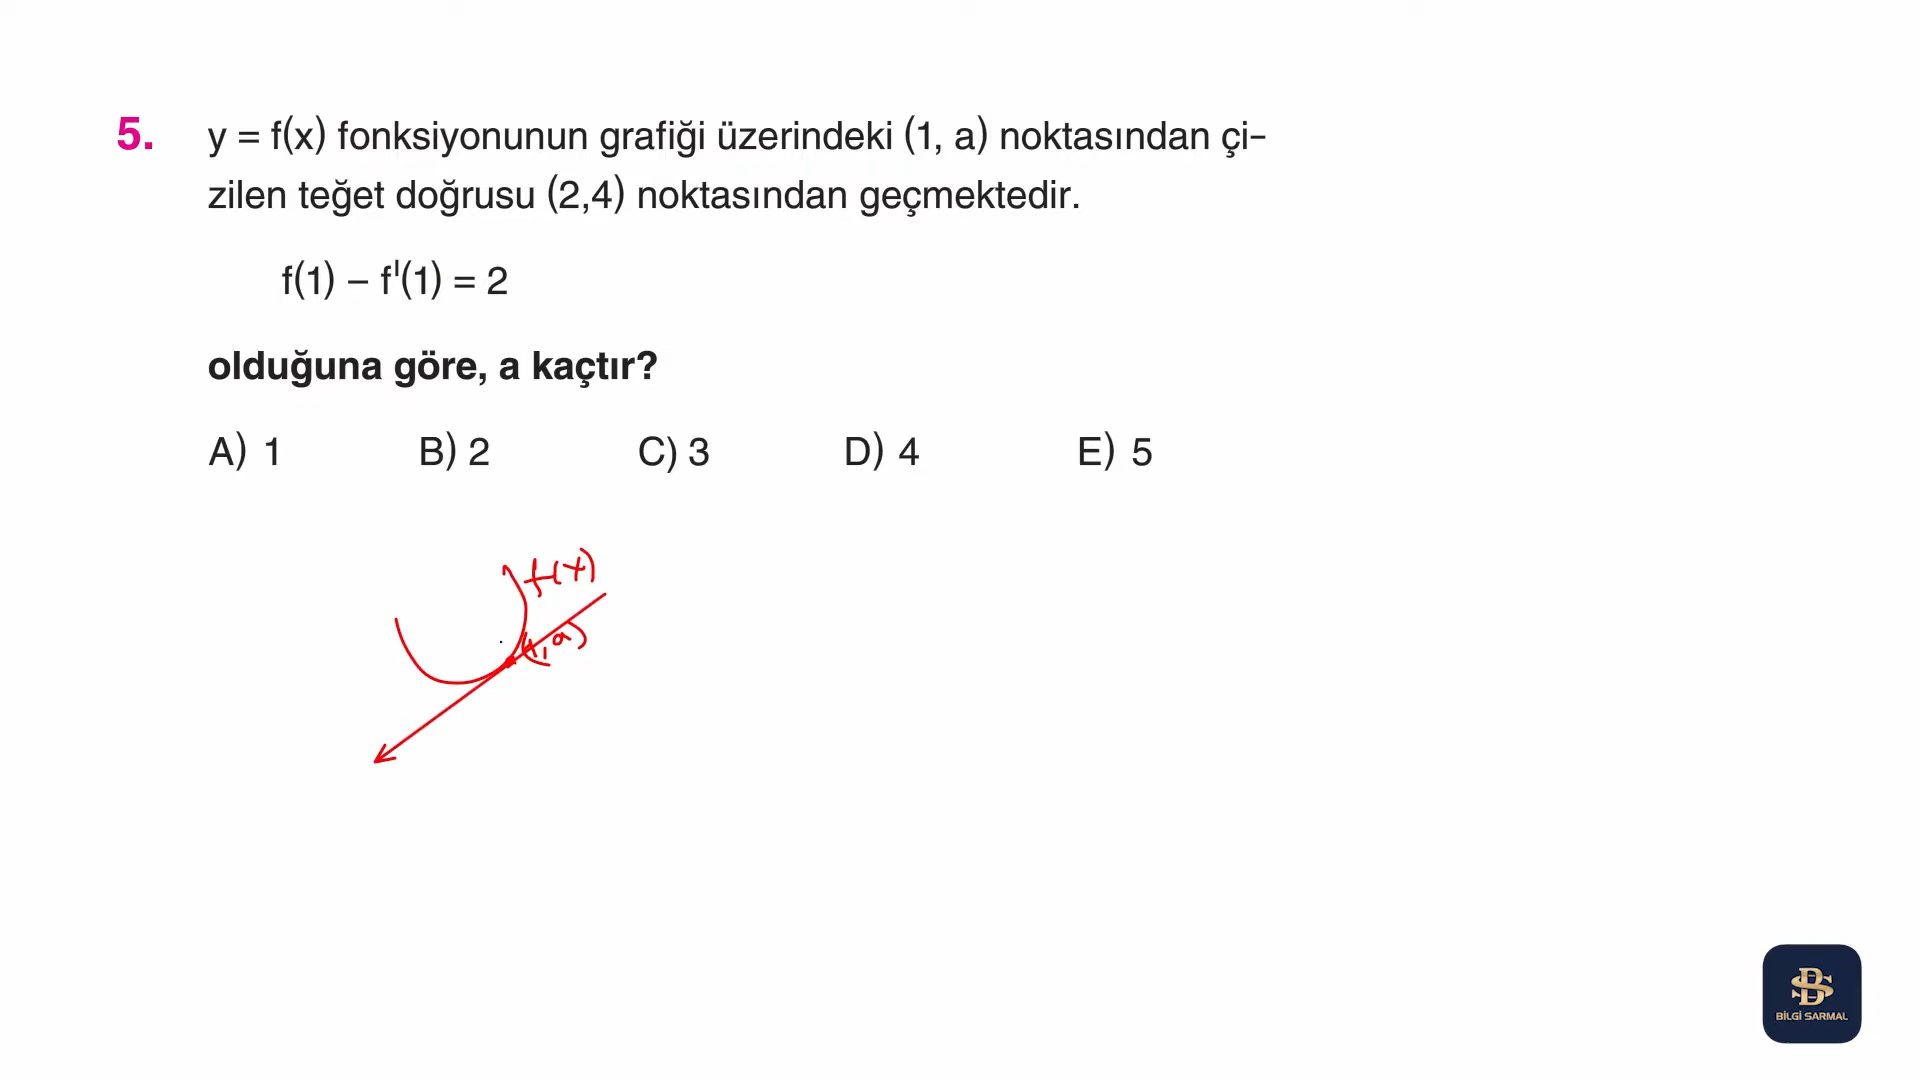 5. y = f(x) fonksiyonunun grafiği üzerindeki (1, a) noktasından çi-
zilen teğet doğrusu (2,4) noktasından geçmektedir.
f(1) – f'(1) = 2
olduğuna göre, a kaçtır?
A) 1 B) 2 C) 3 D) 4 E) 5
f(x)
(1,a)
BS
BİLGİ SARMAL